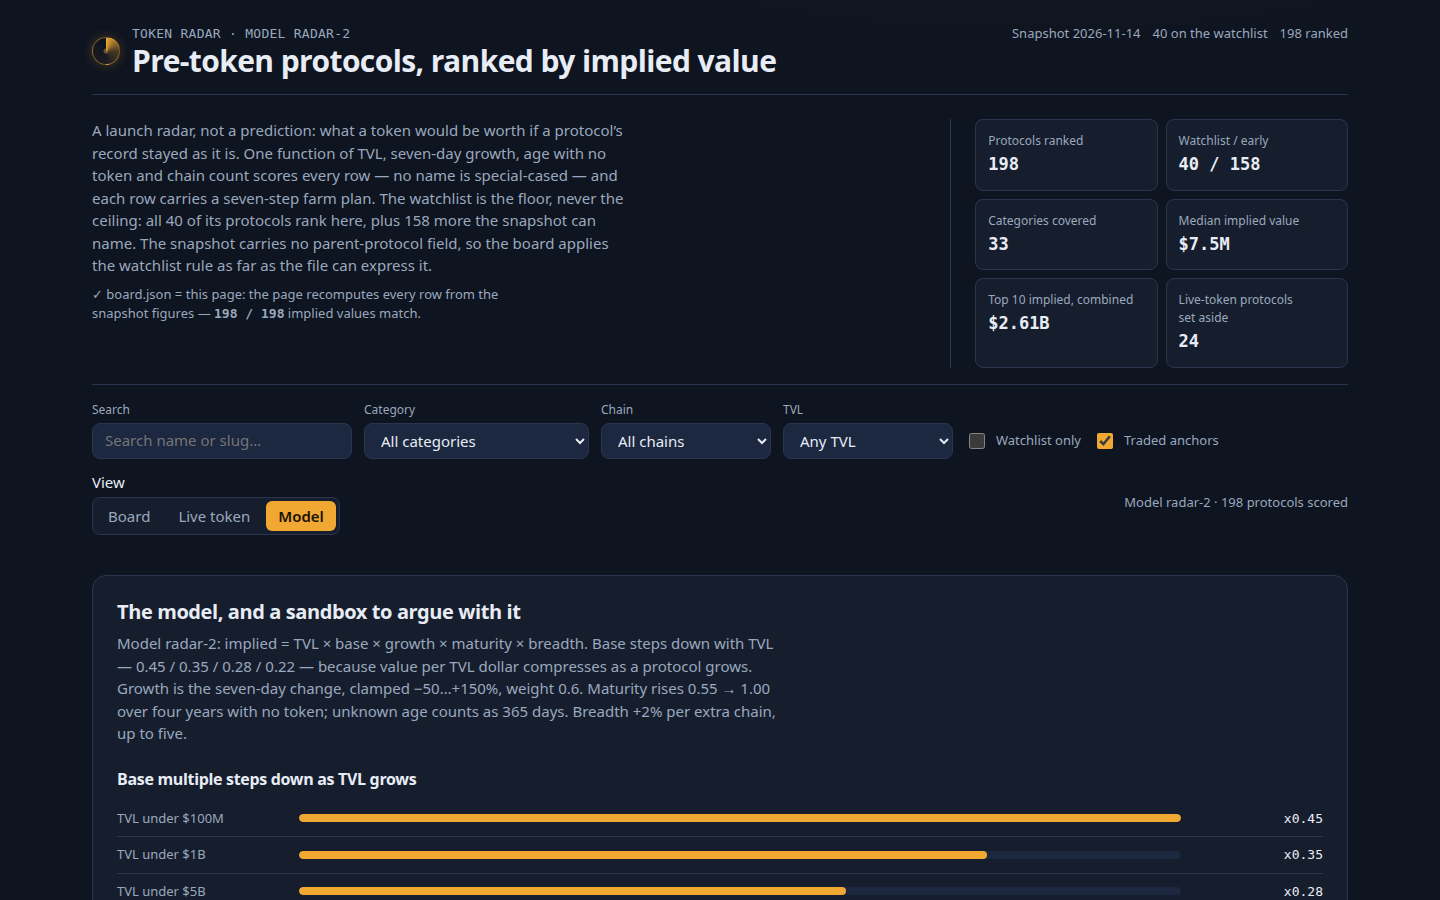 TOKEN RADAR · MODEL RADAR-2
Pre-token protocols, ranked by implied value
Snapshot 2026-11-14 40 on the watchlist 198 ranked
A launch radar, not a prediction: what a token would be worth if a protocol’s
record stayed as it is. One function of TVL, seven-day growth, age with no
token and chain count scores every row — no name is special-cased — and
each row carries a seven-step farm plan. The watchlist is the floor, never the
ceiling: all 40 of its protocols rank here, plus 158 more the snapshot can
name. The snapshot carries no parent-protocol field, so the board applies
the watchlist rule as far as the file can express it.
✓ board.json = this page: the page recomputes every row from the
snapshot figures — 198 / 198 implied values match.
Protocols ranked
198
Watchlist / early
40 / 158
Categories covered
33
Median implied value
$7.5M
Top 10 implied, combined
$2.61B
Live-token protocols
set aside
24
Search
Search name or slug…
Category
All categories
Chain
All chains
TVL
Any TVL
Watchlist only
Traded anchors
View
Board Live token Model
Model radar-2 · 198 protocols scored
The model, and a sandbox to argue with it
Model radar-2: implied = TVL × base × growth × maturity × breadth. Base steps down with TVL
— 0.45 / 0.35 / 0.28 / 0.22 — because value per TVL dollar compresses as a protocol grows.
Growth is the seven-day change, clamped −50…+150%, weight 0.6. Maturity rises 0.55 → 1.00
over four years with no token; unknown age counts as 365 days. Breadth +2% per extra chain,
up to five.
Base multiple steps down as TVL grows
TVL under $100M x0.45
TVL under $1B x0.35
TVL under $5B x0.28